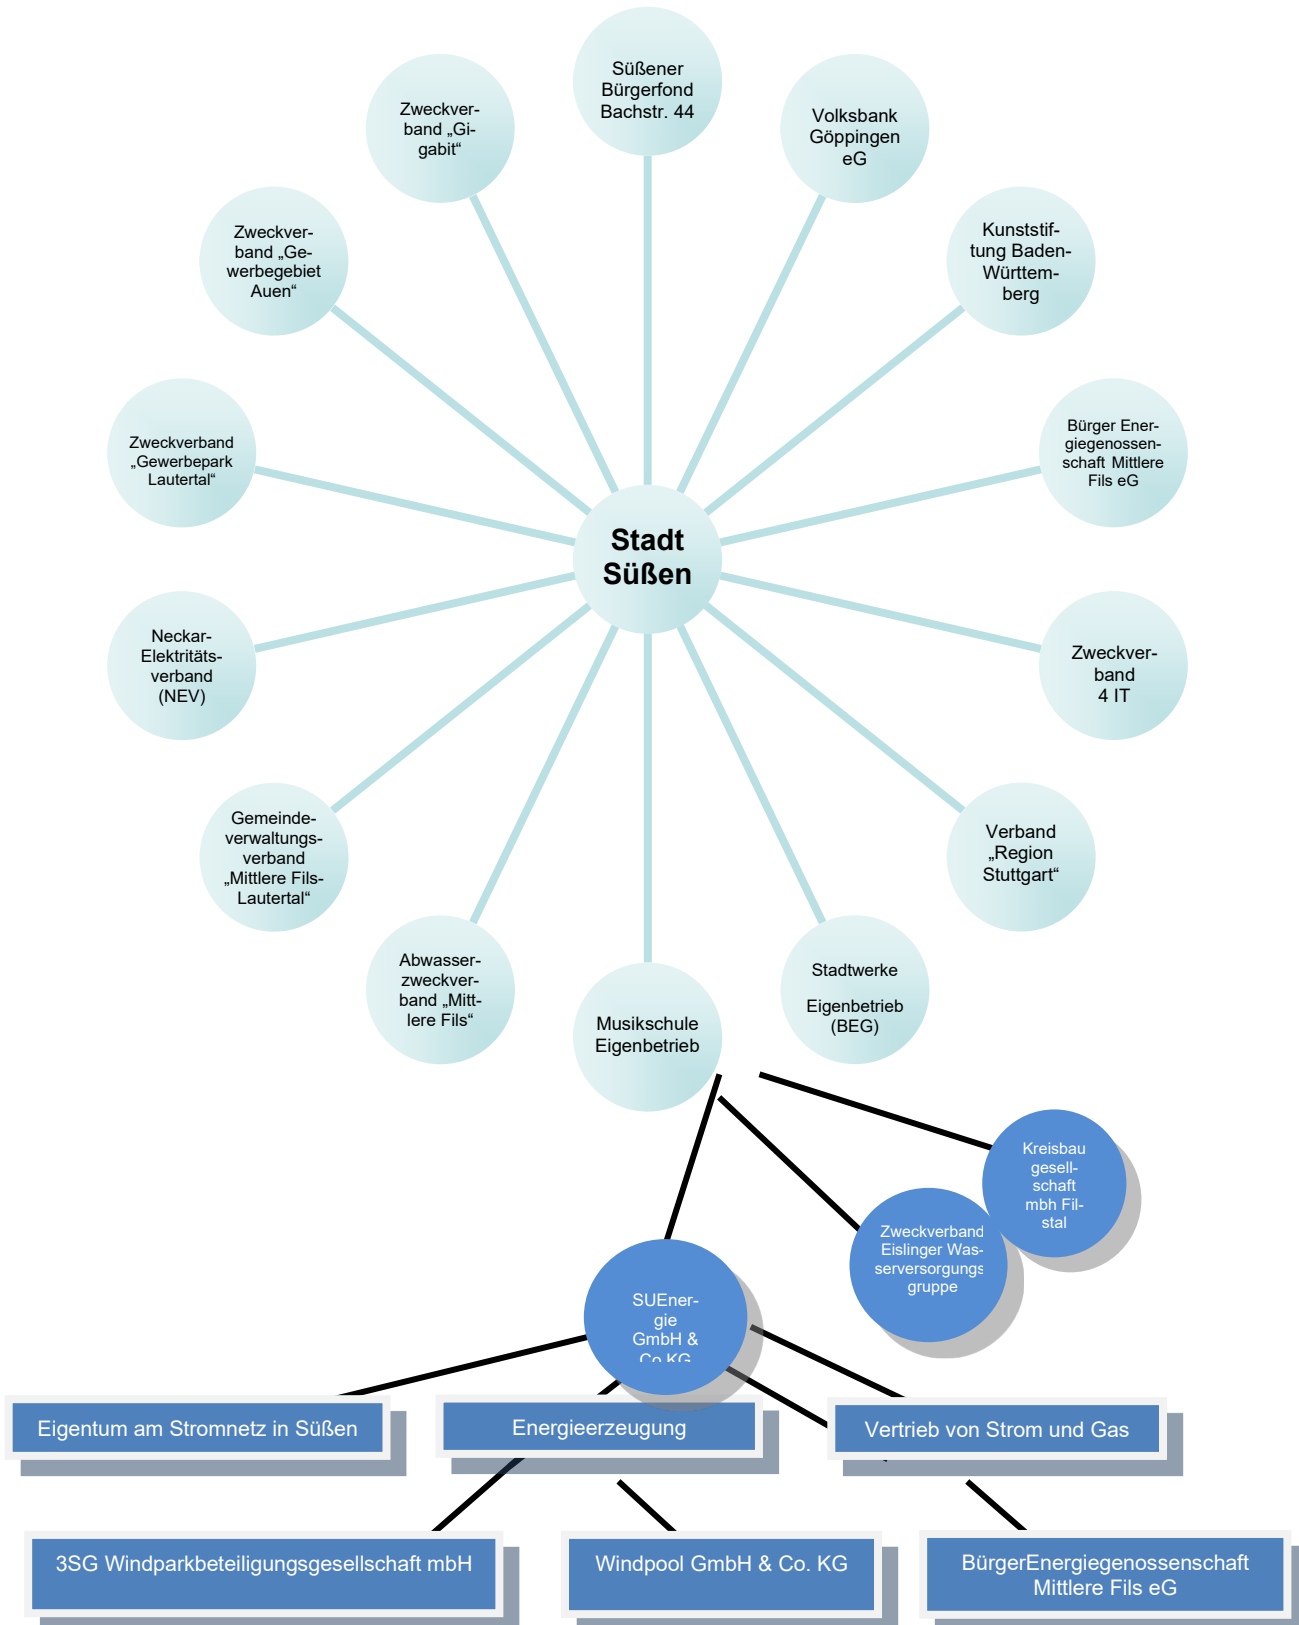 Süßener
Bürgerfond
Bachstr. 44
Volksbank
Göppingen
eG
Kunststif-
tung Baden-
Württem-
berg
Bürger Ener-
giegenossen-
schaft Mittlere
Fils eG
Zweckver-
band
4 IT
Verband
„Region
Stuttgart“
Stadtwerke
Eigenbetrieb
(BEG)
Musikschule
Eigenbetrieb
Abwasser-
zweckver-
band „Mitt-
lere Fils“
Gemeinde-
verwaltungs-
verband
„Mittlere Fils-
Lautertal“
Neckar-
Elektritäts-
verband
(NEV)
Zweckverband
„Gewerbepark
Lautertal“
Zweckver-
band „Ge-
werbegebiet
Auen“
Zweckver-
band „Gi-
gabit“
Stadt
Süßen
Kreisbau
gesell-
schaft
mbh Fil-
stal
Zweckverband
Eislinger Was-
serversorgungs
gruppe
SUEner-
gie
GmbH &
Co KG
Eigentum am Stromnetz in Süßen
Energieerzeugung
Vertrieb von Strom und Gas
3SG Windparkbeteiligungsgesellschaft mbH
Windpool GmbH & Co. KG
BürgerEnergiegenossenschaft
Mittlere Fils eG